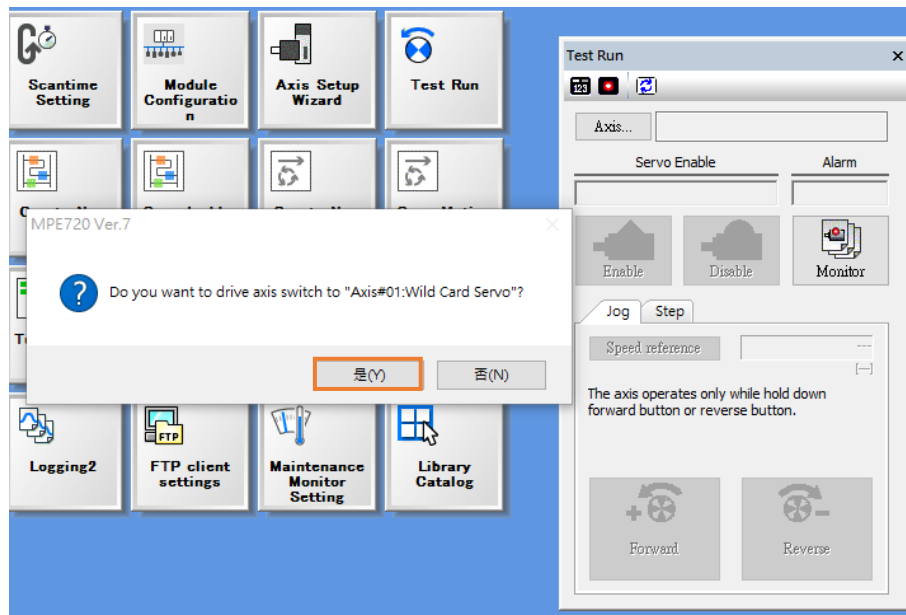 Scantime
Setting
Module
Configuratio
n
Axis Setup
Wizard
Test Run
MPE720 Ver.7
Do you want to drive axis switch to "Axis#01:Wild Card Servo"?
是(Y)
否(N)
Logging2
FTP
FTP client
settings
Maintenance
Monitor
Setting
Library
Catalog
Test Run
123
Axis...
Servo Enable
Alarm
Enable
Disable
Monitor
Jog
Step
Speed reference
---
[---]
The axis operates only while hold down
forward button or reverse button.
Forward
Reverse